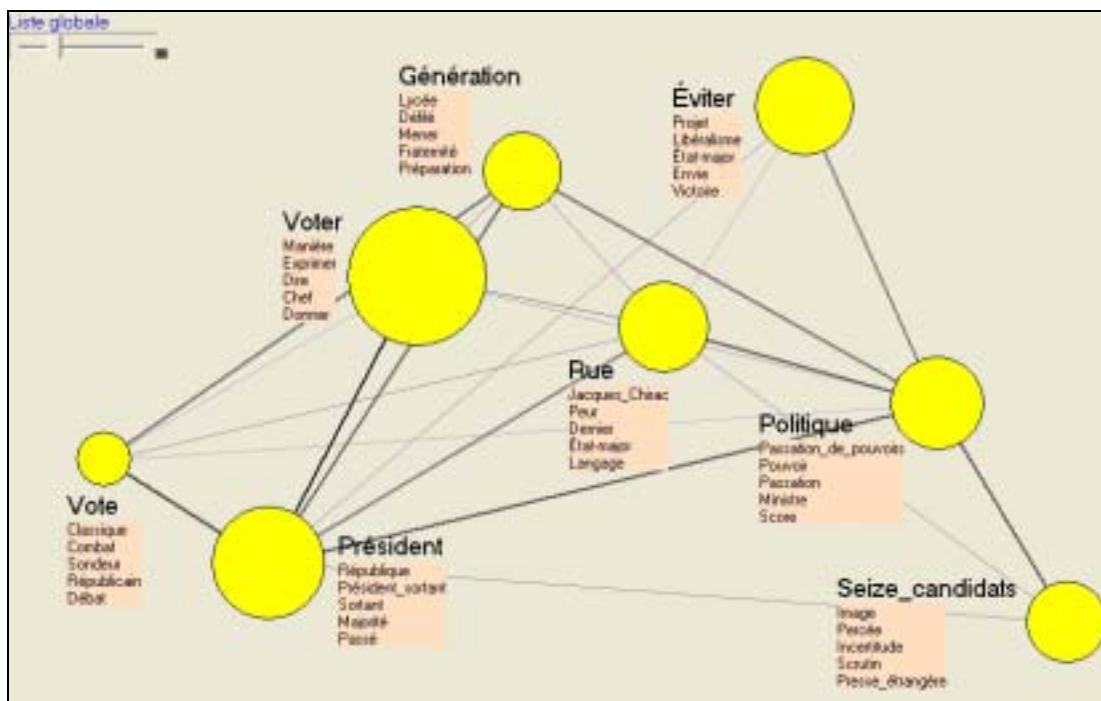 Liste globale
Génération
Lycée
Défilé
Mener
Fraternité
Préparation
Éviter
Projet
Libéralisme
État-major
Envie
Victoire
Voter
Manière
Exprimer
Dire
Chef
Donner
Rue
Jacques_Chirac
Peur
Dernier
État-major
Langage
Politique
Passation_de_pouvoirs
Pouvoir
Passation
Ministre
Score
Vote
Classique
Combat
Sondeur
Républicain
Débat
Président
République
Président_sortant
Sortant
Majorité
Passé
Seize_candidats
Image
Percée
Incertitude
Scrutin
Presse_étrangère